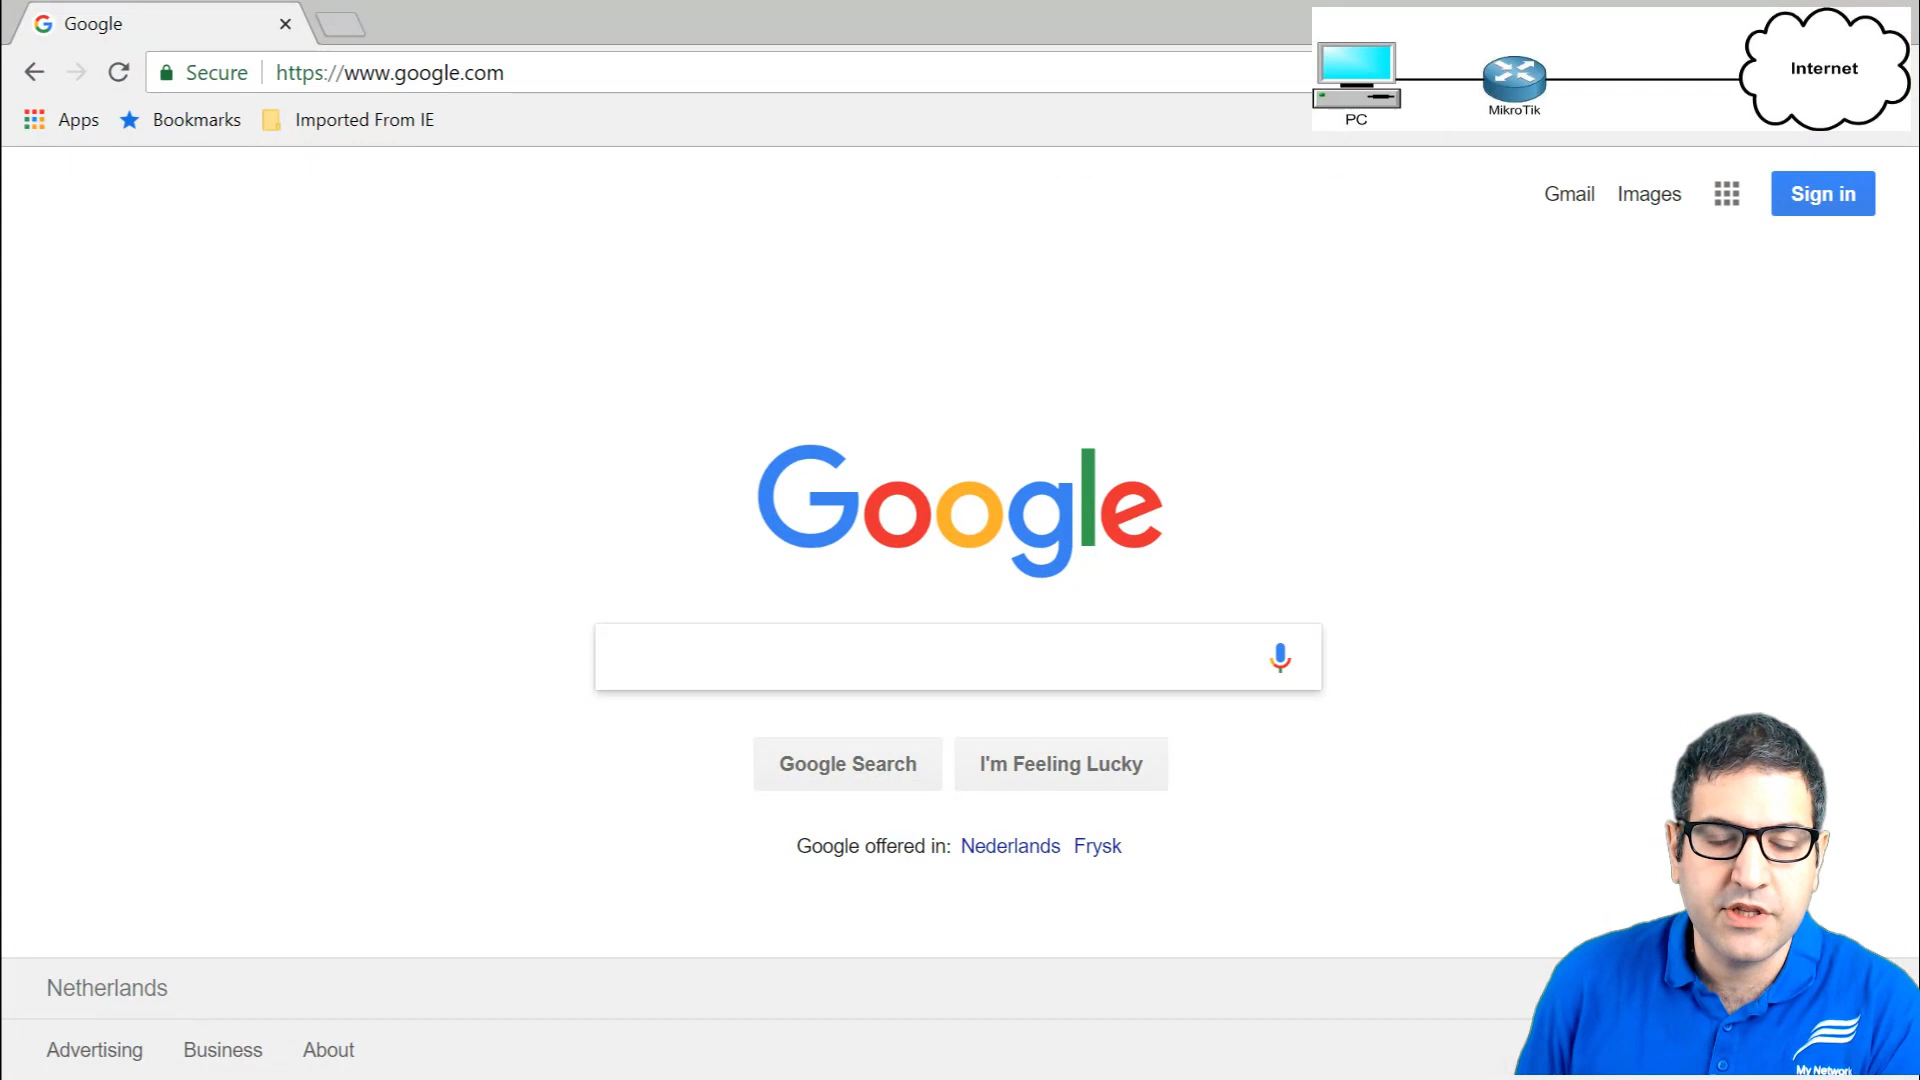 Google
Secure https://www.google.com
Apps Bookmarks Imported From IE
PC
MikroTik
Internet
Gmail Images Sign in
Google
Google Search I'm Feeling Lucky
Google offered in: Nederlands Frysk
Netherlands
Advertising Business About
My Network